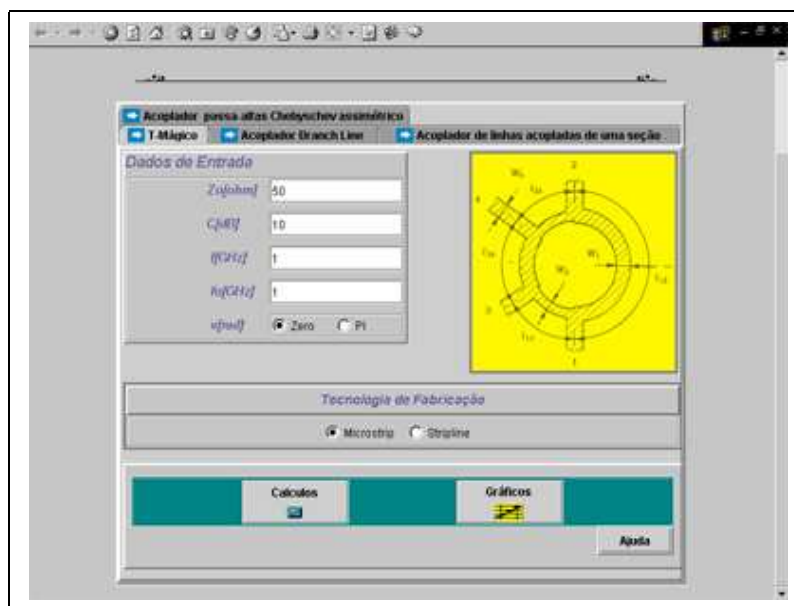 Acoplador passa altas Chebyschev assimétrico
T-Mágico Acoplador Branch Line Acoplador de linhas acopladas de uma seção
Dados de Entrada
Zo[ohm] 50
C[dB] 10
f[GHz] 1
fo[GHz] 1
[rad] Zero PI
Tecnologia de Fabricação
Microstrip Stripline
Calculos
Gráficos
Ajuda